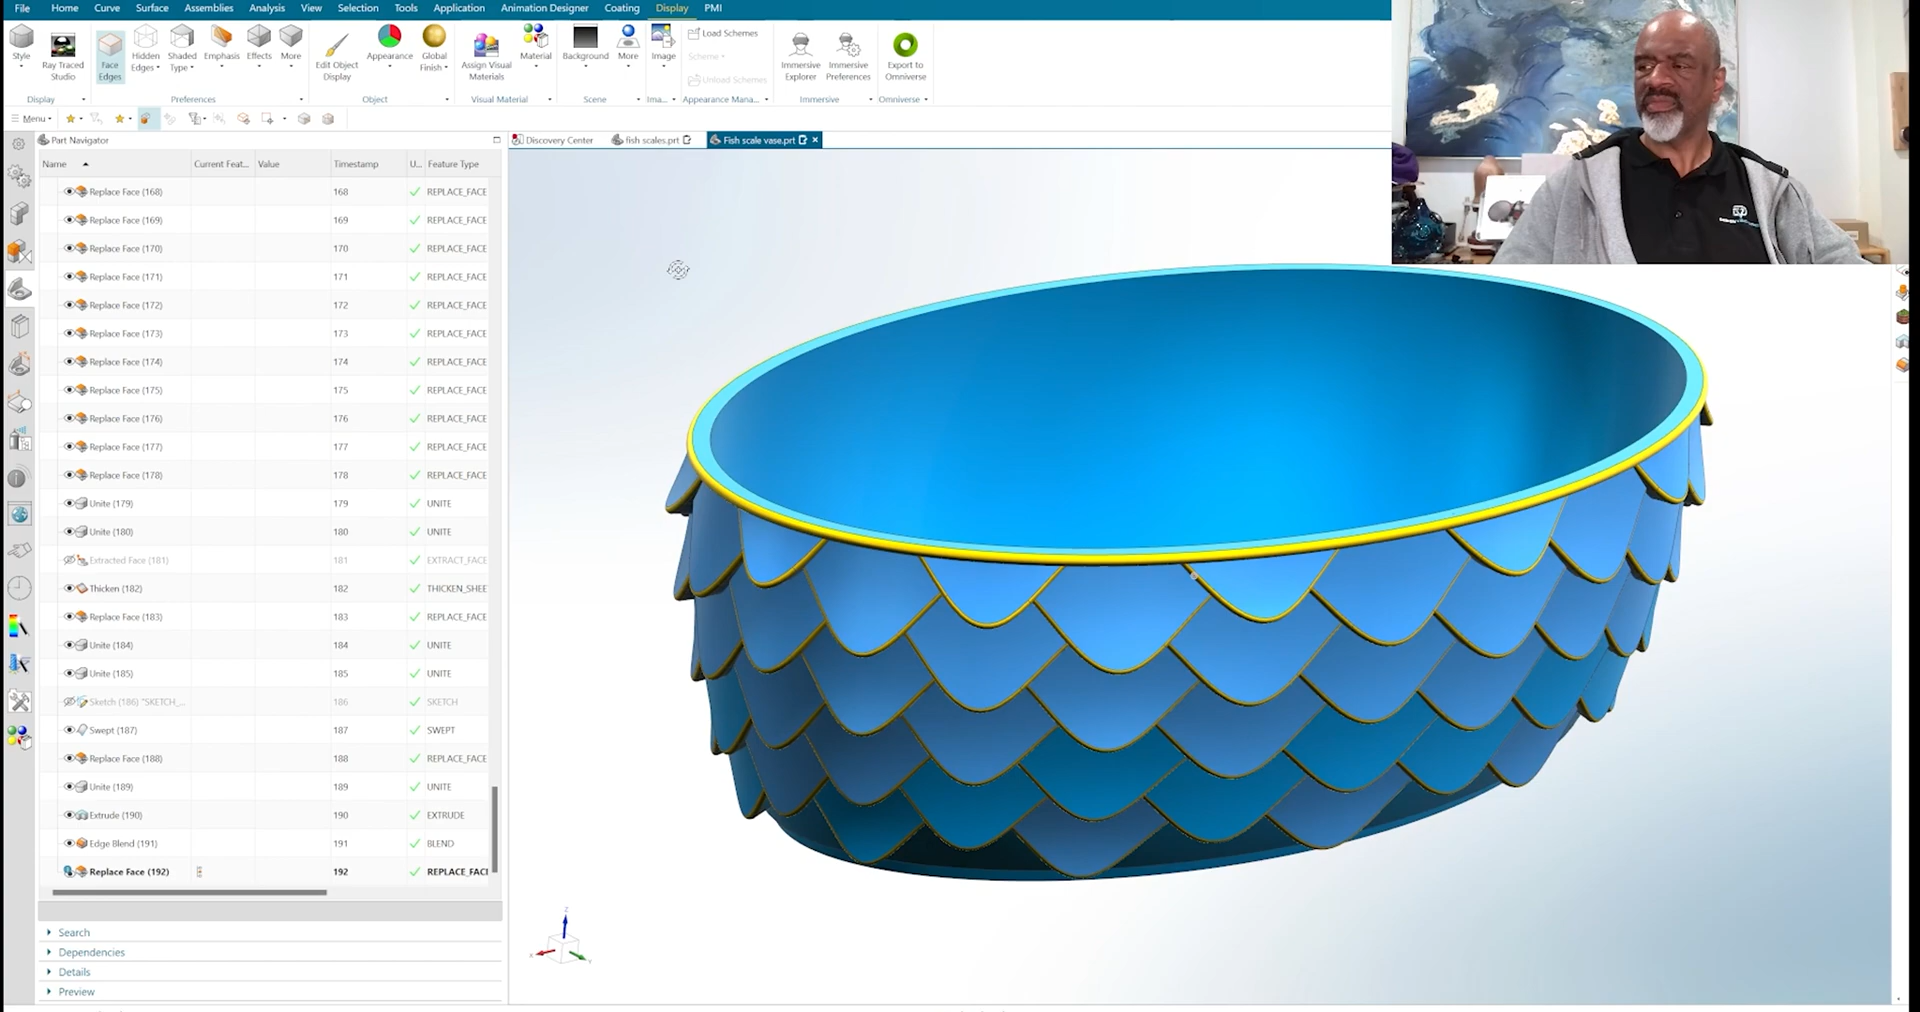 File Home Curve Surface Assemblies Analysis View Selection Tools Application Animation Designer Coating Display PMI
Style
Ray Traced
Studio
Face
Edges
Hidden
Edges
Shaded
Type
Emphasis
Effects
More
Edit Object
Display
Appearance
Global
Finish
Assign Visual
Materials
Material
Background
More
Image
Load Schemes
Scheme
Unload Schemes
Immersive
Explorer
Immersive
Preferences
Export to
Omniverse
Display Preferences Object Visual Material Scene Ima... Appearance Mana... Immersive Omniverse
Menu
Part Navigator
Discovery Center fish scales.prt Fish scale vase.prt
Name Current Feat... Value Timestamp U... Feature Type
Replace Face (168) 168 REPLACE_FACE
Replace Face (169) 169 REPLACE_FACE
Replace Face (170) 170 REPLACE_FACE
Replace Face (171) 171 REPLACE_FACE
Replace Face (172) 172 REPLACE_FACE
Replace Face (173) 173 REPLACE_FACE
Replace Face (174) 174 REPLACE_FACE
Replace Face (175) 175 REPLACE_FACE
Replace Face (176) 176 REPLACE_FACE
Replace Face (177) 177 REPLACE_FACE
Replace Face (178) 178 REPLACE_FACE
Unite (179) 179 UNITE
Unite (180) 180 UNITE
Extracted Face (181) 181 EXTRACT_FACE
Thicken (182) 182 THICKEN_SHEE
Replace Face (183) 183 REPLACE_FACE
Unite (184) 184 UNITE
Unite (185) 185 UNITE
Sketch (186) "SKETCH_... 186 SKETCH
Swept (187) 187 SWEPT
Replace Face (188) 188 REPLACE_FACE
Unite (189) 189 UNITE
Extrude (190) 190 EXTRUDE
Edge Blend (191) 191 BLEND
Replace Face (192) 192 REPLACE_FACE
Search
Dependencies
Details
Preview